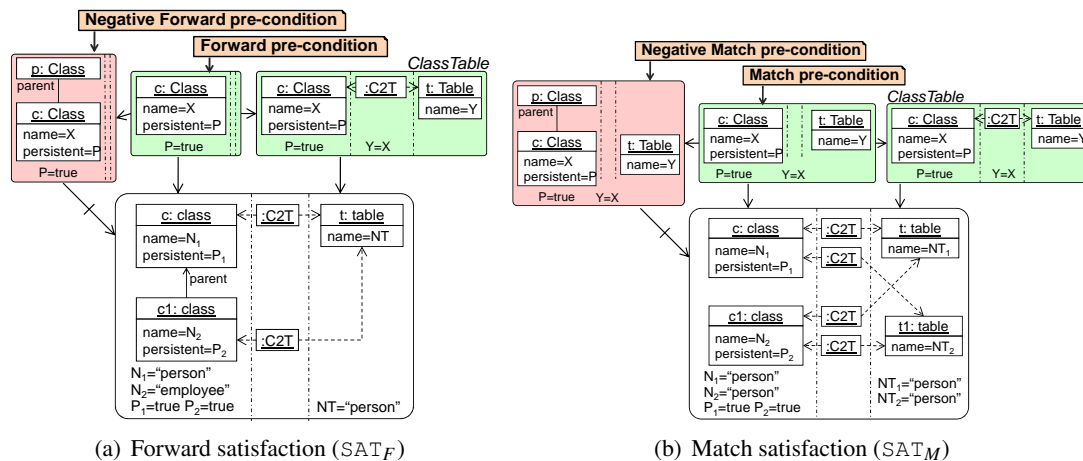 Negative Forward pre-condition
Forward pre-condition
ClassTable
p: Class
parent
c: Class
name=X
persistent=P
P=true
c: Class
name=X
persistent=P
P=true
c: Class
name=X
persistent=P
:C2T
t: Table
name=Y
P=true
Y=X
c: class
name=N1
persistent=P1
:C2T
t: table
name=NT
parent
c1: class
name=N2
persistent=P2
:C2T
N1="person"
N2="employee"
P1=true P2=true
NT="person"
(a) Forward satisfaction (SATF)
Negative Match pre-condition
Match pre-condition
ClassTable
p: Class
parent
c: Class
name=X
persistent=P
t: Table
name=Y
P=true
Y=X
c: Class
name=X
persistent=P
t: Table
name=Y
P=true
Y=X
c: Class
name=X
persistent=P
:C2T
t: Table
name=Y
P=true
Y=X
c: class
name=N1
persistent=P1
:C2T
:C2T
t: table
name=NT1
c1: class
name=N2
persistent=P2
:C2T
:C2T
t1: table
name=NT2
N1="person"
N2="person"
P1=true P2=true
NT1="person"
NT2="person"
(b) Match satisfaction (SATM)